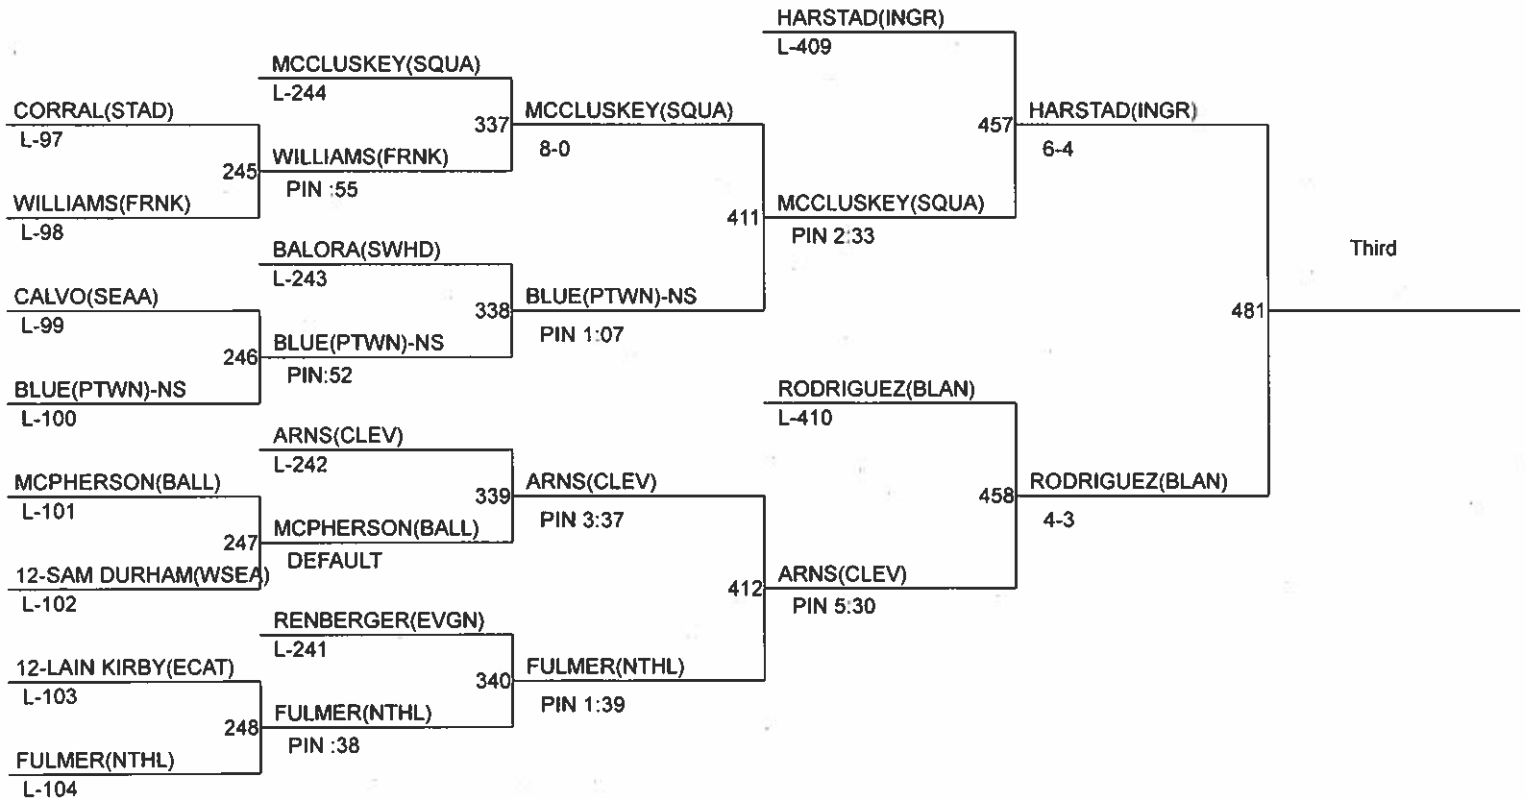 HARSTAD(INGR)
L-409
MCCLUSKEY(SQUA)
L-244
CORRAL(STAD)
L-97
337
MCCLUSKEY(SQUA)
8-0
457
HARSTAD(INGR)
6-4
245
WILLIAMS(FRNK)
PIN :55
WILLIAMS(FRNK)
L-98
411
MCCLUSKEY(SQUA)
PIN 2:33
BALORA(SWHD)
L-243
Third
CALVO(SEAA)
L-99
338
BLUE(PTWN)-NS
PIN 1:07
481
246
BLUE(PTWN)-NS
PIN:52
BLUE(PTWN)-NS
L-100
RODRIGUEZ(BLAN)
L-410
ARNS(CLEV)
L-242
MCPHERSON(BALL)
L-101
339
ARNS(CLEV)
PIN 3:37
458
RODRIGUEZ(BLAN)
4-3
247
MCPHERSON(BALL)
DEFAULT
12-SAM DURHAM(WSEA)
L-102
412
ARNS(CLEV)
PIN 5:30
RENBERGER(EVGN)
L-241
12-LAIN KIRBY(ECAT)
L-103
340
FULMER(NTHL)
PIN 1:39
248
FULMER(NTHL)
PIN :38
FULMER(NTHL)
L-104